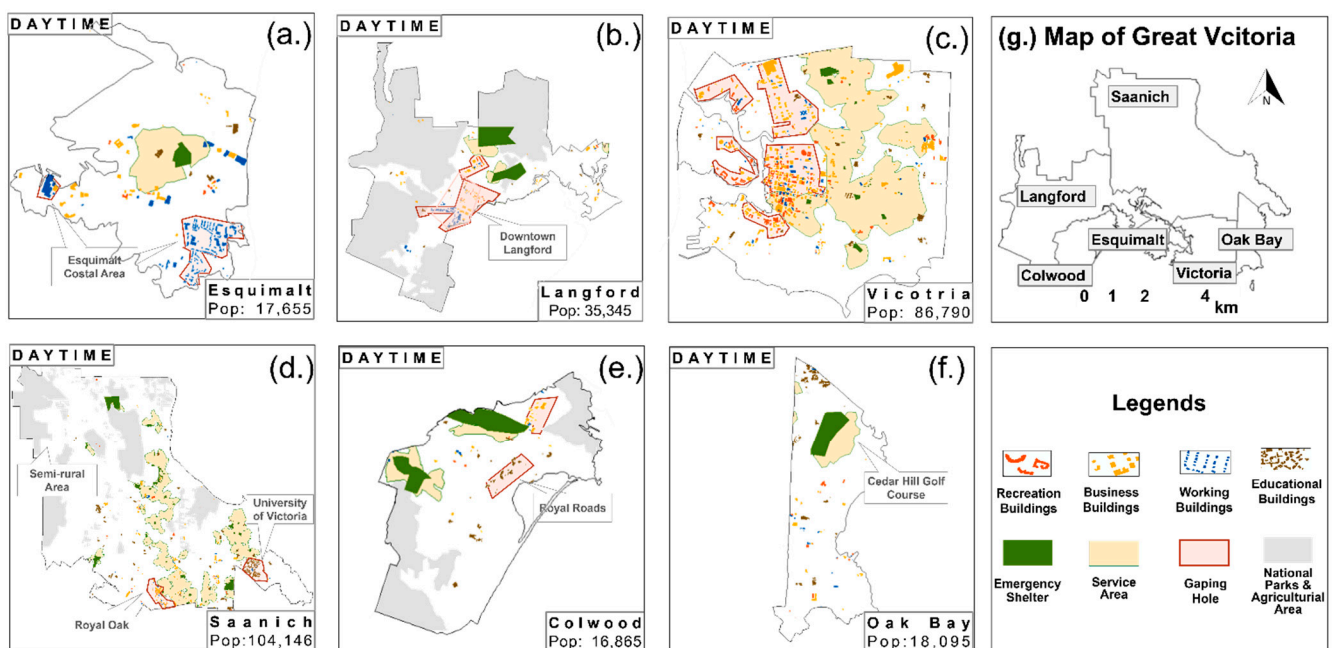 DAYTIME
(a.)
Esquimalt
Costal Area
Esquimalt
Pop: 17,655
DAYTIME
(b.)
Downtown
Langford
Langford
Pop: 35,345
DAYTIME
(c.)
Vicotria
Pop: 86,790
(g.) Map of Great Vcitoria
N
Saanich
Langford
Esquimalt
Oak Bay
Colwood
Victoria
0 1 2 4
km
DAYTIME
(d.)
Semi-rural
Area
University
of Victoria
Royal Oak
Saanich
Pop:104,146
DAYTIME
(e.)
Royal Roads
Colwood
Pop: 16,865
DAYTIME
(f.)
Cedar Hill Golf
Course
Oak Bay
Pop:18,095
Legends
Recreation
Buildings
Business
Buildings
Working
Buildings
Educational
Buildings
Emergency
Shelter
Service
Area
Gaping
Hole
National
Parks &
Agriculturial
Area